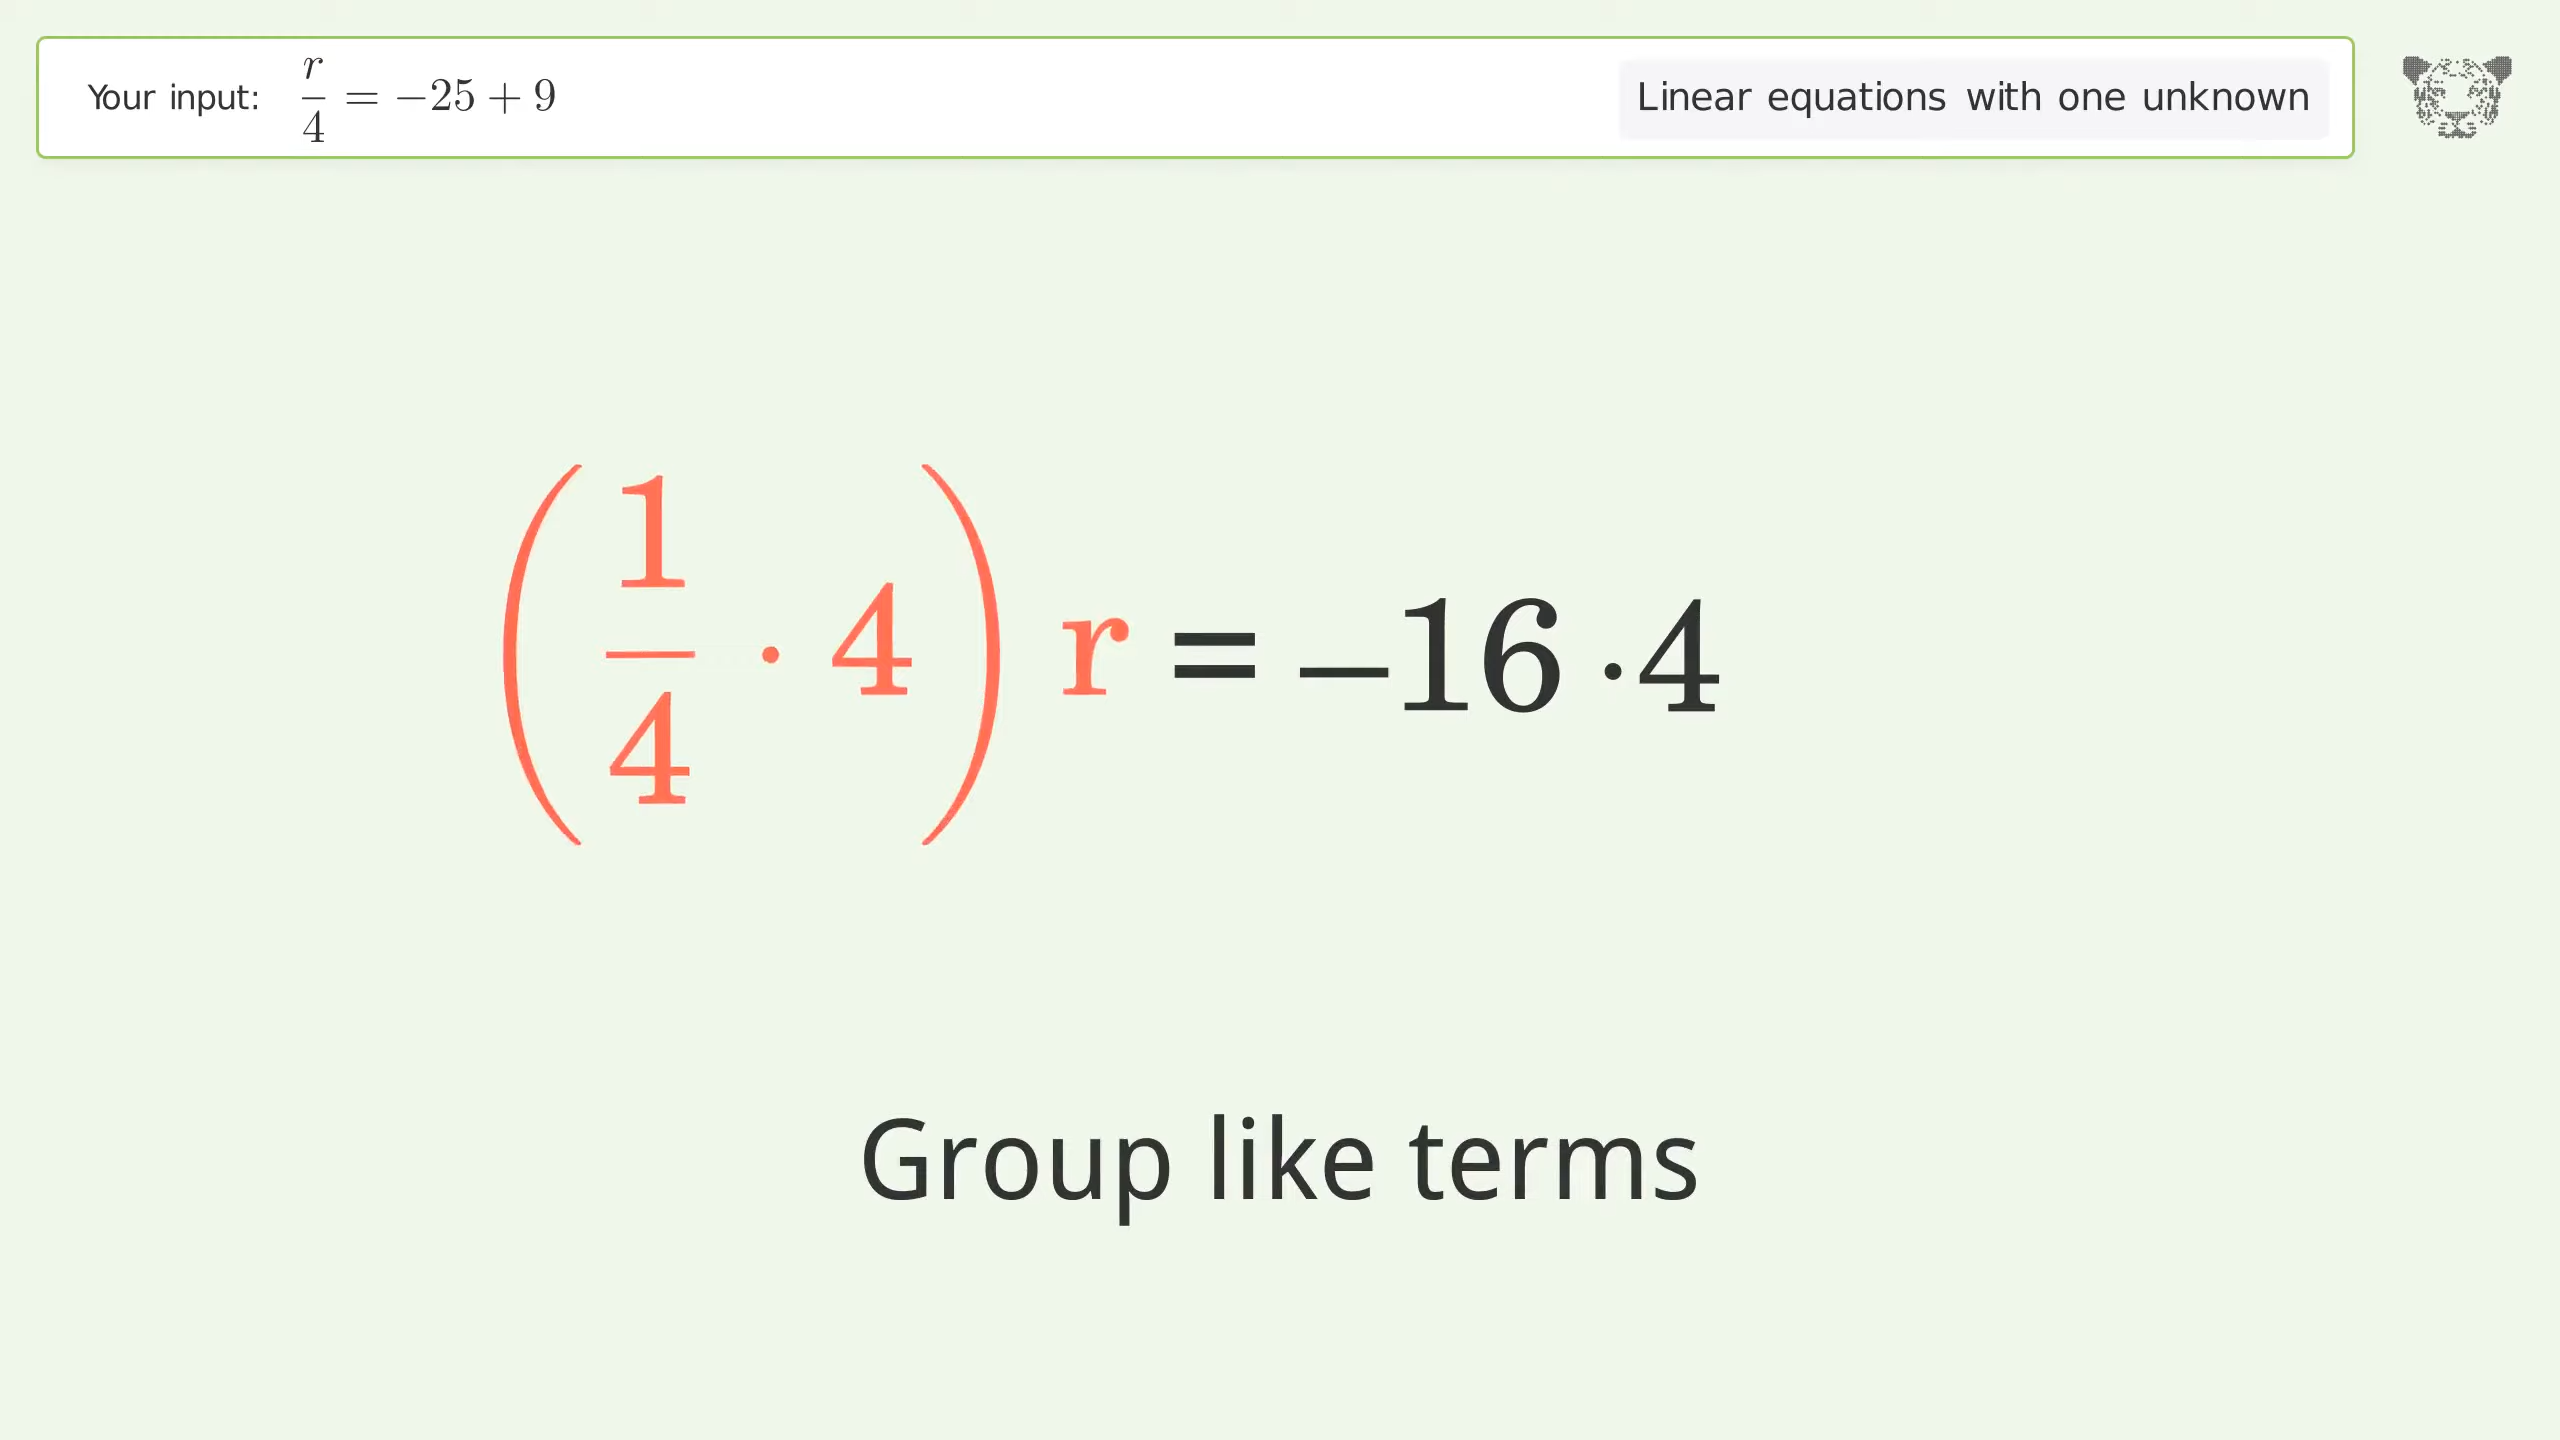 Your input: r/4 = −25 + 9 Linear equations with one unknown
(1/4 · 4) r = −16 · 4
Group like terms